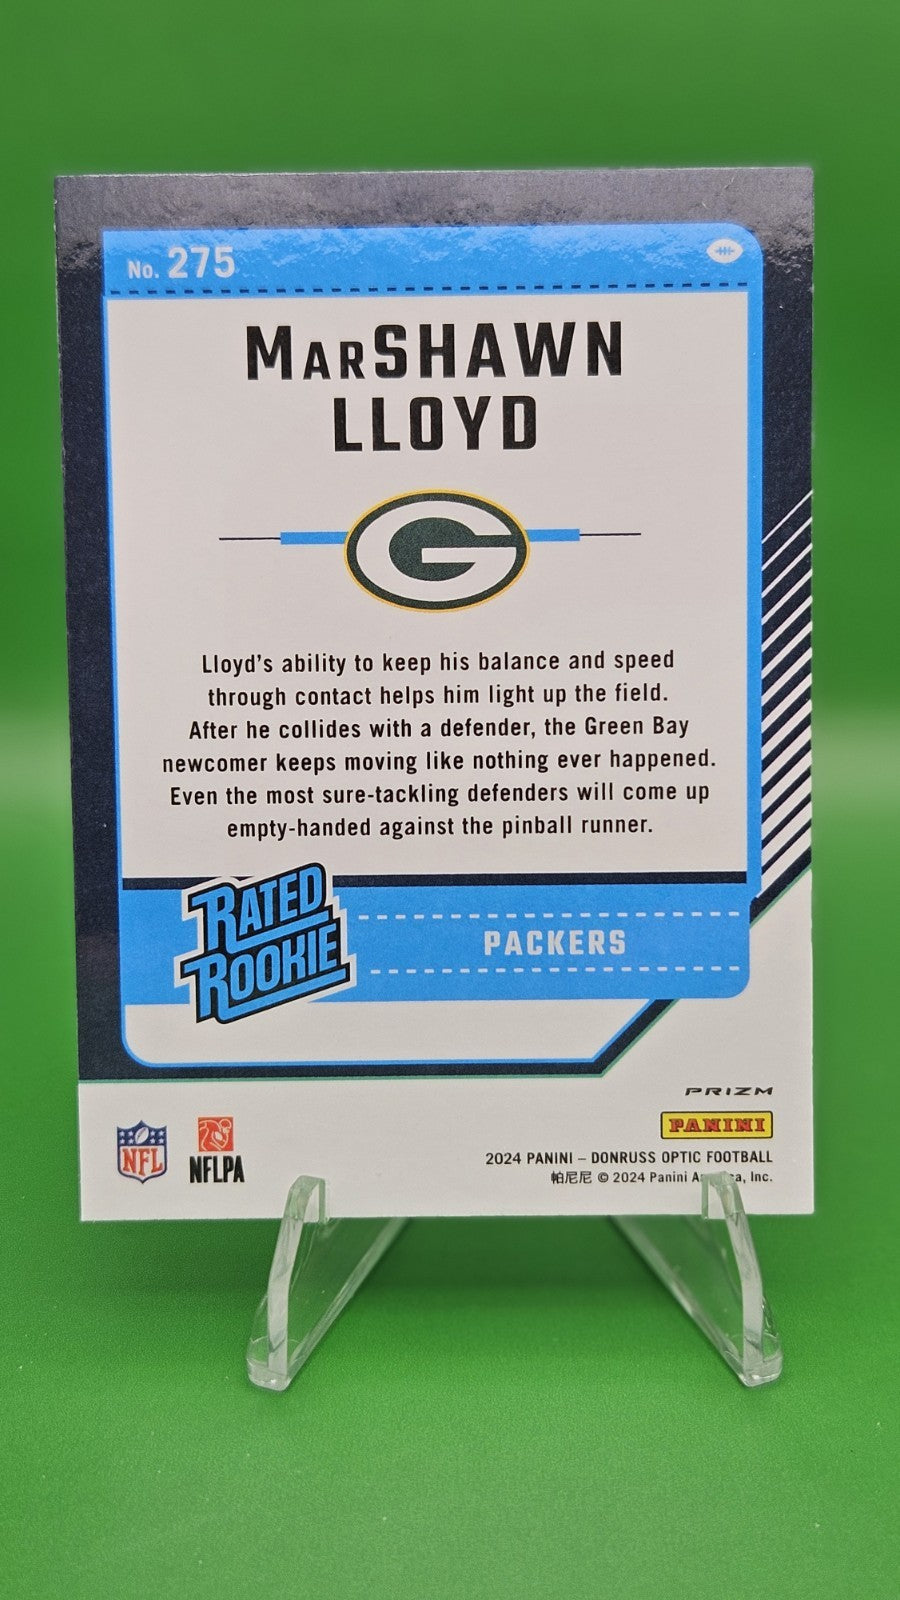 No. 275
MARSHAWN
LLOYD
G
Lloyd's ability to keep his balance and speed
through contact helps him light up the field.
After he collides with a defender, the Green Bay
newcomer keeps moving like nothing ever happened.
Even the most sure-tackling defenders will come up
empty-handed against the pinball runner.
RATED
ROOKIE
PACKERS
PRIZM
PANINI
NFL
NFLPA
2024 PANINI – DONRUSS OPTIC FOOTBALL
帕尼尼 © 2024 Panini Inc.